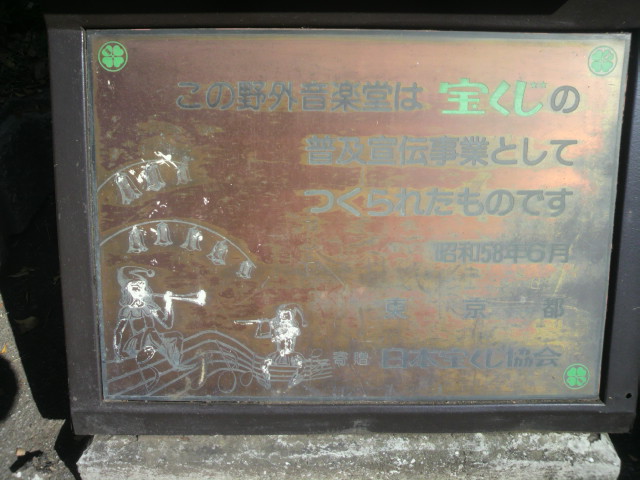 この野外音楽堂は 宝くじの
普及宣伝事業として
つくられたものです
昭和58年6月
東京都
寄贈 日本宝くじ協会